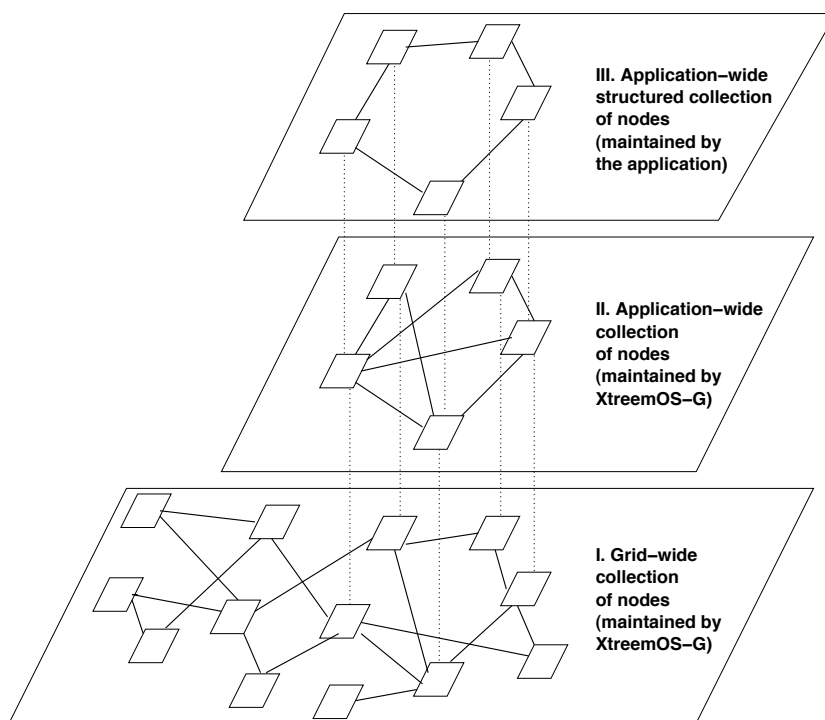 III. Application−wide
structured collection
of nodes
(maintained by
the application)
II. Application−wide
collection
of nodes
(maintained by
XtreemOS−G)
I. Grid−wide
collection
of nodes
(maintained by
XtreemOS−G)